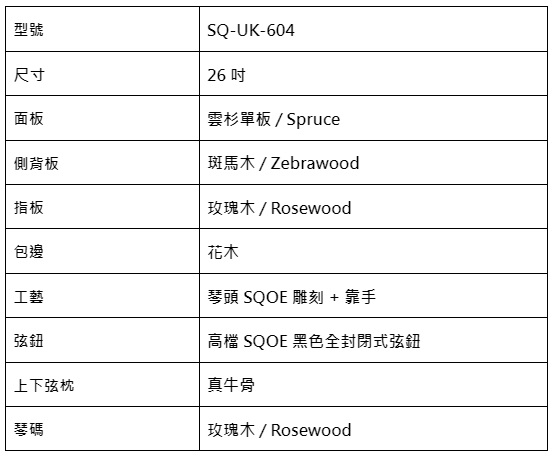 型號 SQ-UK-604
尺寸 26 吋
面板 雲杉單板 / Spruce
側背板 斑馬木 / Zebrawood
指板 玫瑰木 / Rosewood
包邊 花木
工藝 琴頭 SQOE 雕刻 + 靠手
弦鈕 高檔 SQOE 黑色全封閉式弦鈕
上下弦枕 真牛骨
琴碼 玫瑰木 / Rosewood